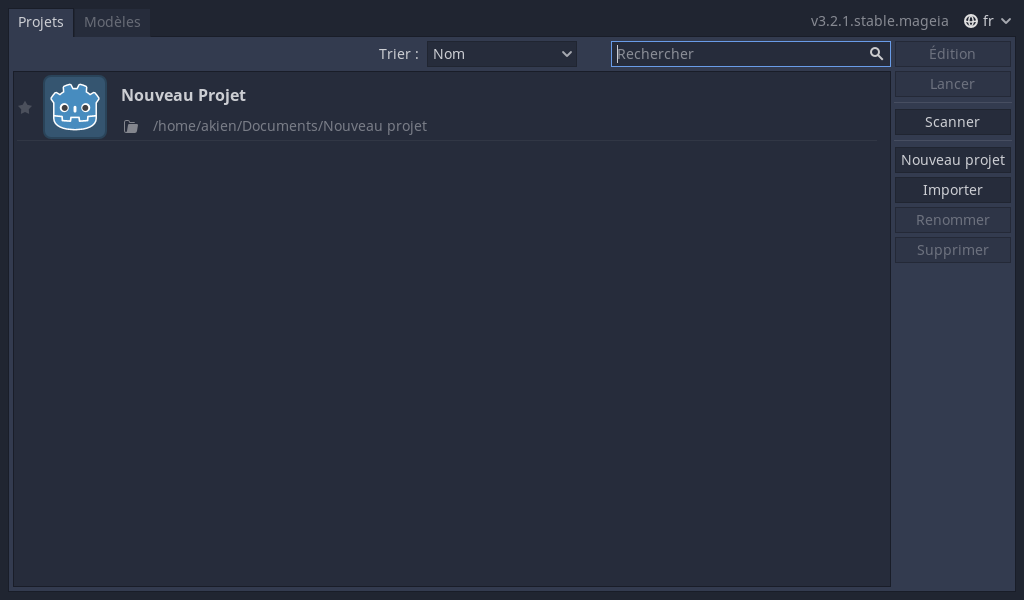 Projets
Modèles
v3.2.1.stable.mageia
fr
Trier :
Nom
Rechercher
Édition
Lancer
Scanner
Nouveau projet
Importer
Renommer
Supprimer
Nouveau Projet
/home/akien/Documents/Nouveau projet